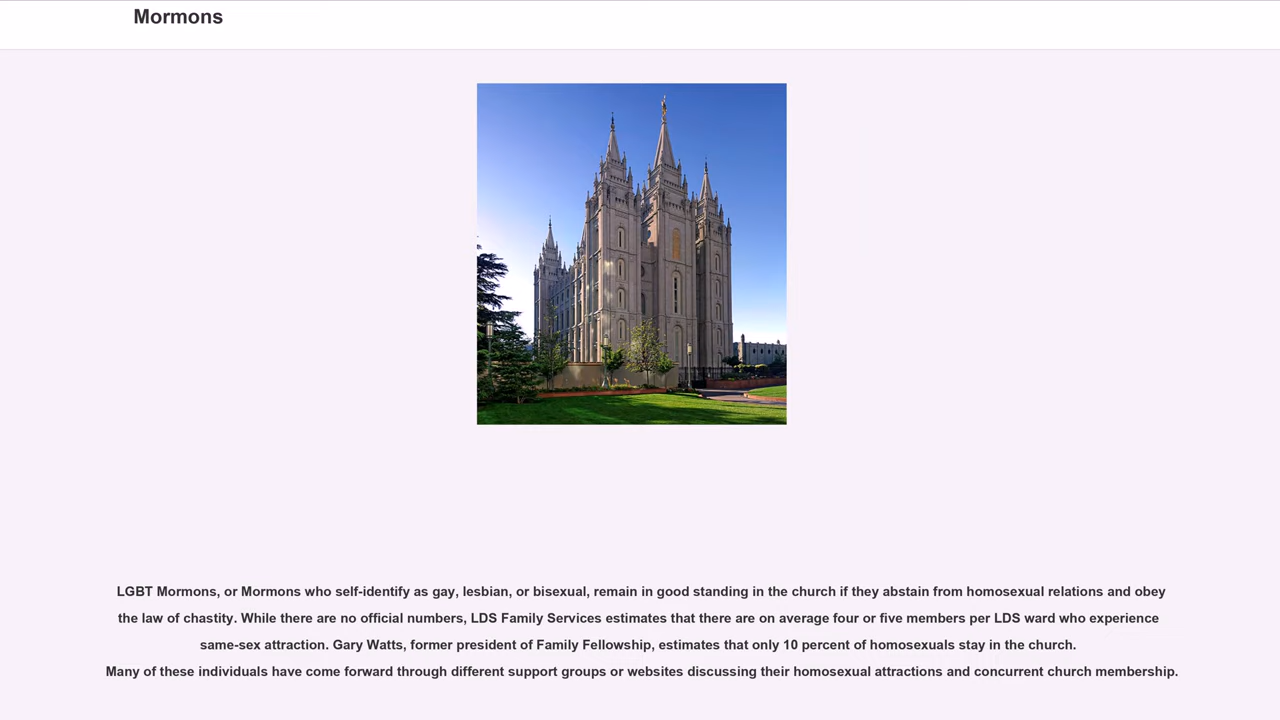 Mormons
LGBT Mormons, or Mormons who self-identify as gay, lesbian, or bisexual, remain in good standing in the church if they abstain from homosexual relations and obey
the law of chastity. While there are no official numbers, LDS Family Services estimates that there are on average four or five members per LDS ward who experience
same-sex attraction. Gary Watts, former president of Family Fellowship, estimates that only 10 percent of homosexuals stay in the church.
Many of these individuals have come forward through different support groups or websites discussing their homosexual attractions and concurrent church membership.